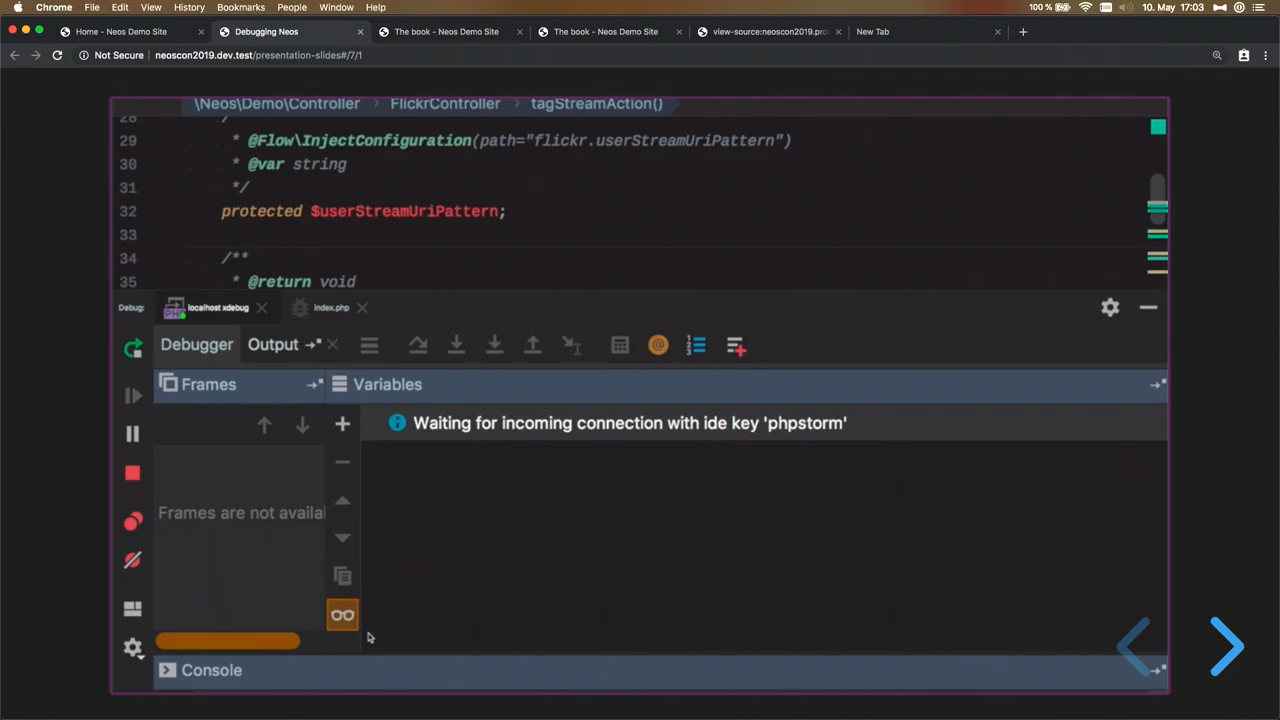 Chrome File Edit View History Bookmarks People Window Help 100 % 10. May 17:03
Home - Neos Demo Site Debugging Neos The book - Neos Demo Site The book - Neos Demo Site view-source:neoscon2019.pro New Tab
Not Secure neoscon2019.dev.test/presentation-slides#/7/1
\Neos\Demo\Controller FlickrController tagStreamAction()
28 /
29 * @Flow\InjectConfiguration(path="flickr.userStreamUriPattern")
30 * @var string
31 */
32 protected $userStreamUriPattern;
33
34 /**
35 * @return void
Debug: localhost xdebug index.php
Debugger Output
Frames Variables
Waiting for incoming connection with ide key 'phpstorm'
Frames are not availal
Console